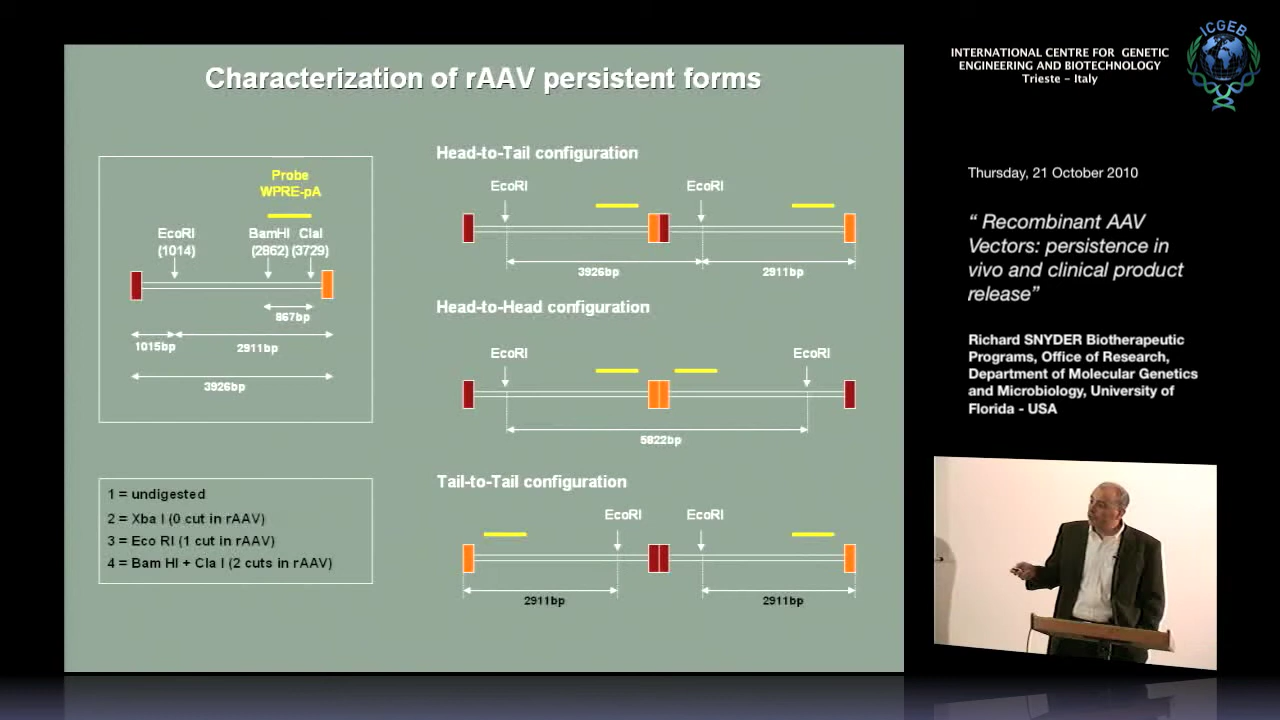 Characterization of rAAV persistent forms
Probe
WPRE-pA
EcoRI
(1014)
BamHI
(2862)
ClaI
(3729)
867bp
1015bp
2911bp
3926bp
1 = undigested
2 = Xba I (0 cut in rAAV)
3 = Eco RI (1 cut in rAAV)
4 = Bam HI + Cla I (2 cuts in rAAV)
Head-to-Tail configuration
EcoRI
EcoRI
3926bp
2911bp
Head-to-Head configuration
EcoRI
EcoRI
5822bp
Tail-to-Tail configuration
EcoRI
EcoRI
2911bp
2911bp
INTERNATIONAL CENTRE FOR GENETIC
ENGINEERING AND BIOTECHNOLOGY
Trieste - Italy
ICGEB
Thursday, 21 October 2010
“ Recombinant AAV
Vectors: persistence in
vivo and clinical product
release”
Richard SNYDER Biotherapeutic
Programs, Office of Research,
Department of Molecular Genetics
and Microbiology, University of
Florida - USA